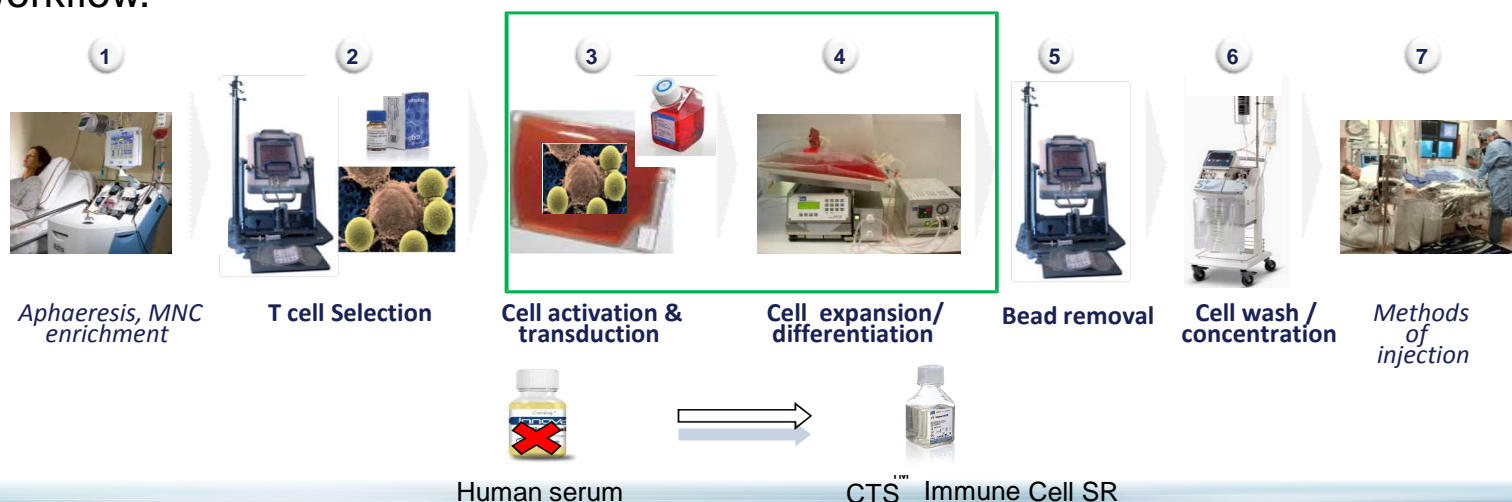 workflow.
1 2 3 4 5 6 7
Aphaeresis, MNC
enrichment
T cell Selection
Cell activation &
transduction
Cell expansion/
differentiation
Bead removal
Cell wash /
concentration
Methods
of
injection
Human serum
CTS™ Immune Cell SR